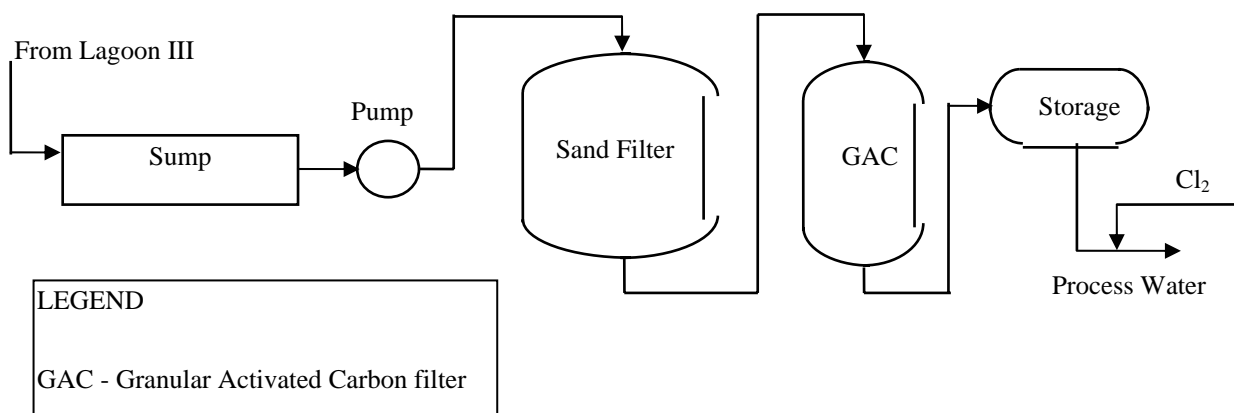 From Lagoon III
Pump
Sump
Sand Filter
GAC
Storage
Cl₂
Process Water
LEGEND
GAC - Granular Activated Carbon filter